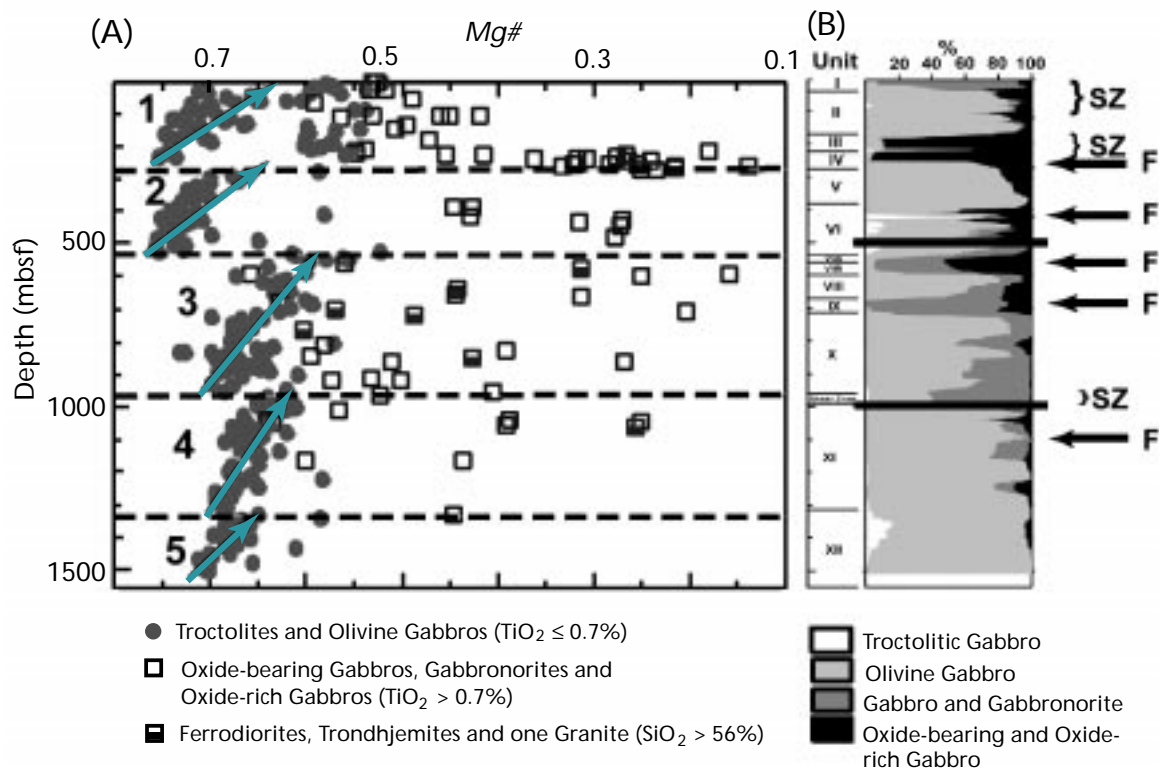 (A)
Mg#
0.7 0.5 0.3 0.1
Depth (mbsf)
500
1000
1500
1
2
3
4
5
(B)
%
Unit
20 40 60 80 100
I
II
III
IV
V
VI
VIII
IX
X
XI
XII
} SZ
} SZ
F
F
F
F
} SZ
F
Troctolites and Olivine Gabbros (TiO2 ≤ 0.7%)
Oxide-bearing Gabbros, Gabbronorites and
Oxide-rich Gabbros (TiO2 > 0.7%)
Ferrodiorites, Trondhjemites and one Granite (SiO2 > 56%)
Troctolitic Gabbro
Olivine Gabbro
Gabbro and Gabbronorite
Oxide-bearing and Oxide-
rich Gabbro